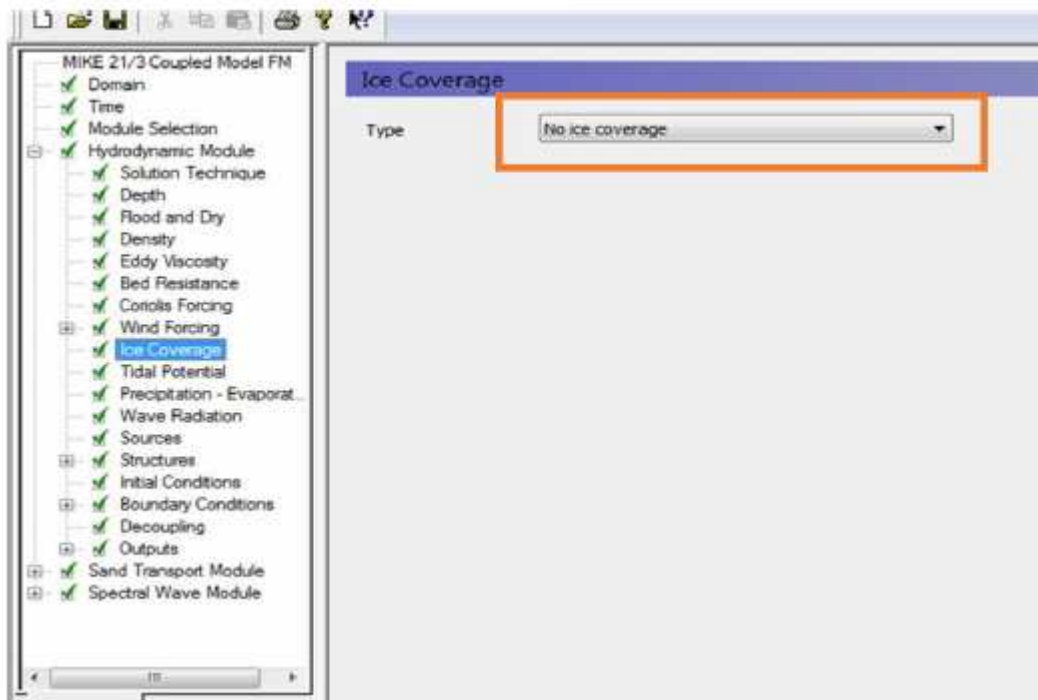 MIKE 21/3 Coupled Model FM
Domain
Time
Module Selection
Hydrodynamic Module
Solution Technique
Depth
Flood and Dry
Density
Eddy Viscosity
Bed Resistance
Coriolis Forcing
Wind Forcing
Ice Coverage
Tidal Potential
Precipitation - Evaporat...
Wave Radiation
Sources
Structures
Initial Conditions
Boundary Conditions
Decoupling
Outputs
Sand Transport Module
Spectral Wave Module
Ice Coverage
Type No ice coverage